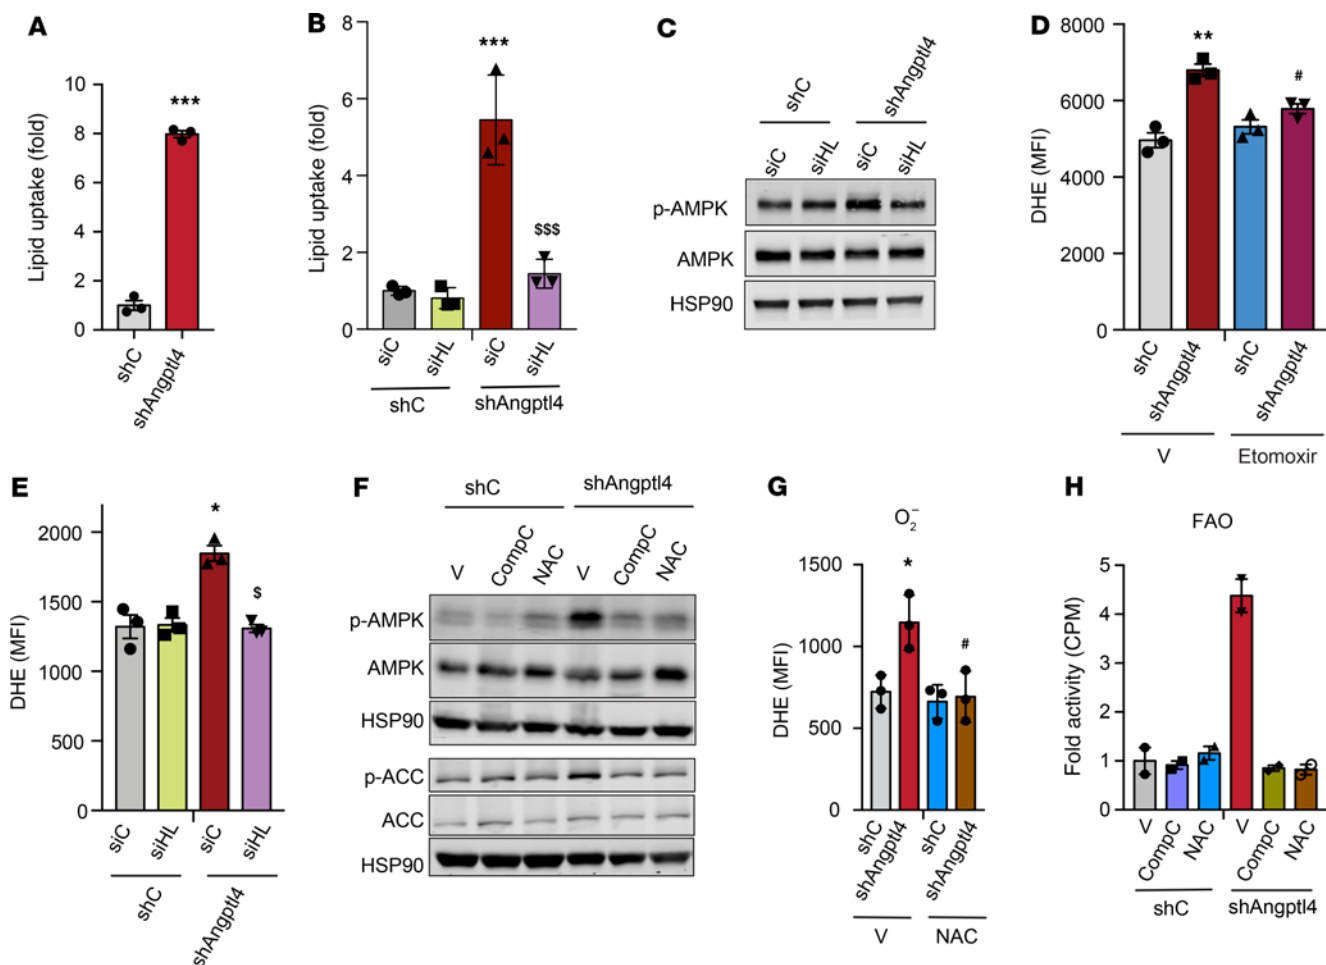 A
Lipid uptake (fold)
10
8
6
4
2
0
***
shC
shAngptl4
B
Lipid uptake (fold)
8
6
4
2
0
***
$$$
siC
siHL
siC
siHL
shC
shAngptl4
C
shC
shAngptl4
siC
siHL
siC
siHL
p-AMPK
AMPK
HSP90
D
DHE (MFI)
8000
6000
4000
2000
0
**
#
shC
shAngptl4
shC
shAngptl4
V
Etomoxir
E
DHE (MFI)
2000
1500
1000
500
0
*
$
siC
siHL
siC
siHL
shC
shAngptl4
F
shC
shAngptl4
V
CompC
NAC
V
CompC
NAC
p-AMPK
AMPK
HSP90
p-ACC
ACC
HSP90
G
O₂⁻
DHE (MFI)
1500
1000
500
0
*
#
shC
shAngptl4
shC
shAngptl4
V
NAC
H
FAO
Fold activity (CPM)
5
4
3
2
1
0
V
CompC
NAC
V
CompC
NAC
shC
shAngptl4